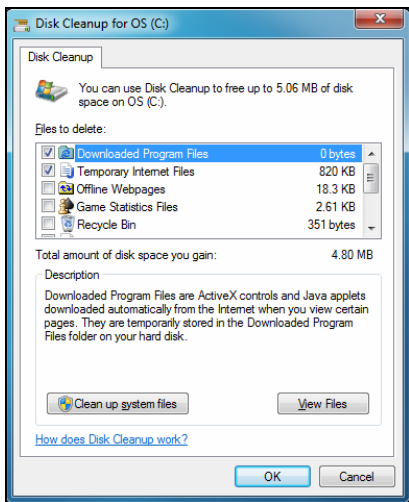 Disk Cleanup for OS (C:)
Disk Cleanup
You can use Disk Cleanup to free up to 5.06 MB of disk
space on OS (C:).
Files to delete:
Downloaded Program Files 0 bytes
Temporary Internet Files 820 KB
Offline Webpages 18.3 KB
Game Statistics Files 2.61 KB
Recycle Bin 351 bytes
Total amount of disk space you gain: 4.80 MB
Description
Downloaded Program Files are ActiveX controls and Java applets
downloaded automatically from the Internet when you view certain
pages. They are temporarily stored in the Downloaded Program
Files folder on your hard disk.
Clean up system files View Files
How does Disk Cleanup work?
OK Cancel